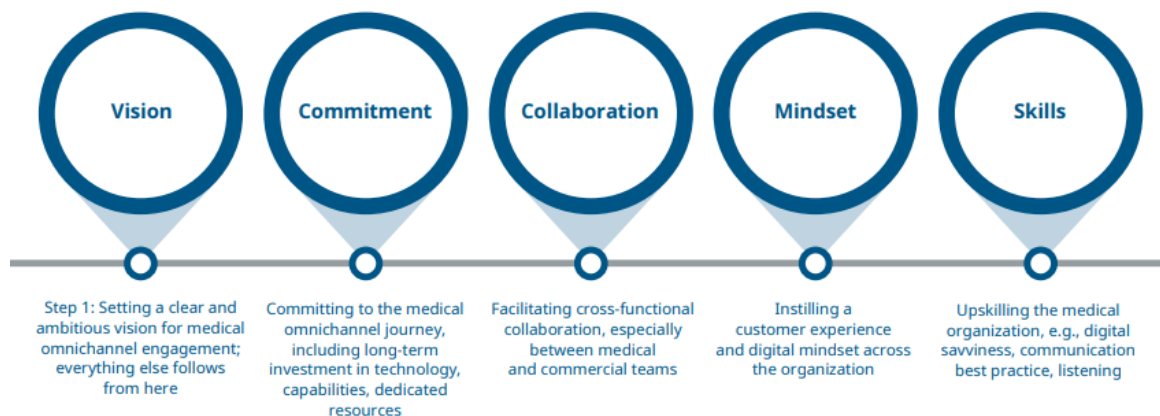 Vision
Commitment
Collaboration
Mindset
Skills
Step 1: Setting a clear and
ambitious vision for medical
omnichannel engagement;
everything else follows
from here
Committing to the medical
omnichannel journey,
including long-term
investment in technology,
capabilities, dedicated
resources
Facilitating cross-functional
collaboration, especially
between medical
and commercial teams
Instilling a
customer experience
and digital mindset across
the organization
Upskilling the medical
organization, e.g., digital
savviness, communication
best practice, listening